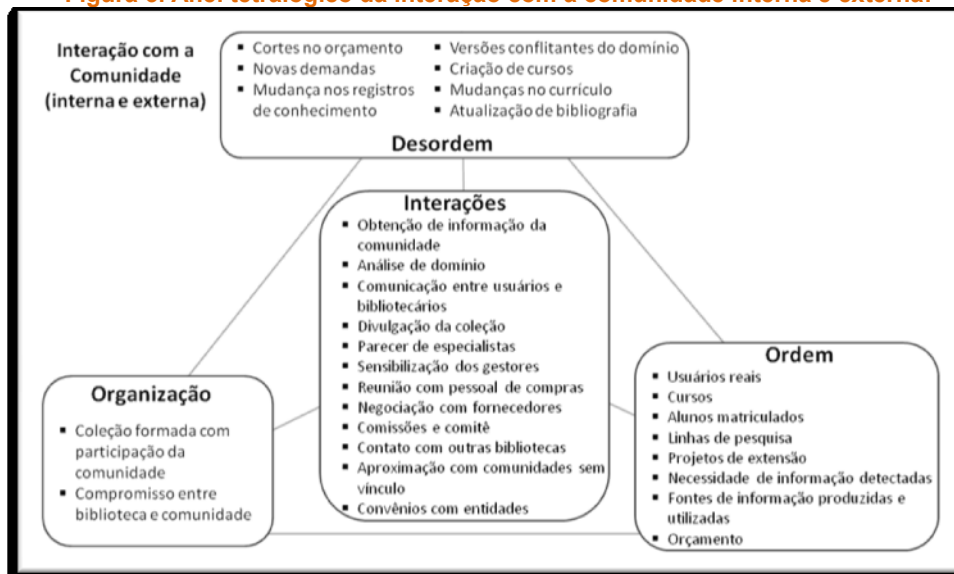 Interação com a
Comunidade
(interna e externa)
▪ Cortes no orçamento
▪ Novas demandas
▪ Mudança nos registros
de conhecimento
▪ Versões conflitantes do domínio
▪ Criação de cursos
▪ Mudanças no currículo
▪ Atualização de bibliografia
Desordem
Interações
▪ Obtenção de informação da
comunidade
▪ Análise de domínio
▪ Comunicação entre usuários e
bibliotecários
▪ Divulgação da coleção
▪ Parecer de especialistas
▪ Sensibilização dos gestores
▪ Reunião com pessoal de compras
▪ Negociação com fornecedores
▪ Comissões e comitê
▪ Contato com outras bibliotecas
▪ Aproximação com comunidades sem
vínculo
▪ Convênios com entidades
Organização
▪ Coleção formada com
participação da
comunidade
▪ Compromisso entre
biblioteca e comunidade
Ordem
▪ Usuários reais
▪ Cursos
▪ Alunos matriculados
▪ Linhas de pesquisa
▪ Projetos de extensão
▪ Necessidade de informação detectadas
▪ Fontes de informação produzidas e
utilizadas
▪ Orçamento